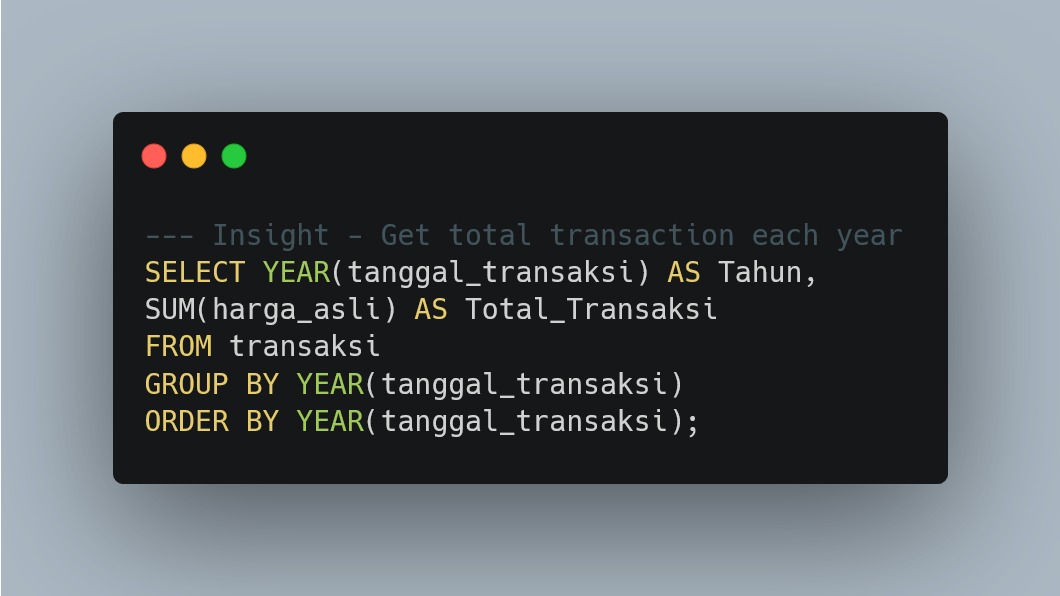 --- Insight - Get total transaction each year
SELECT YEAR(tanggal_transaksi) AS Tahun,
SUM(harga_asli) AS Total_Transaksi
FROM transaksi
GROUP BY YEAR(tanggal_transaksi)
ORDER BY YEAR(tanggal_transaksi);